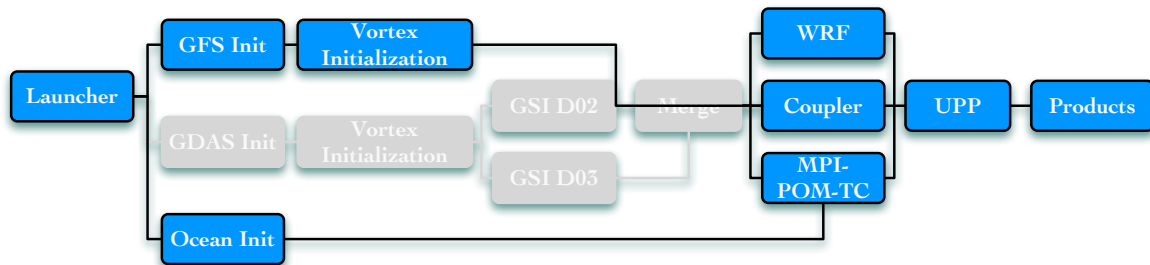 Launcher
GFS Init
Vortex
Initialization
GDAS Init
Vortex
Initialization
GSI D02
GSI D03
Merge
Ocean Init
WRF
Coupler
MPI-
POM-TC
UPP
Products